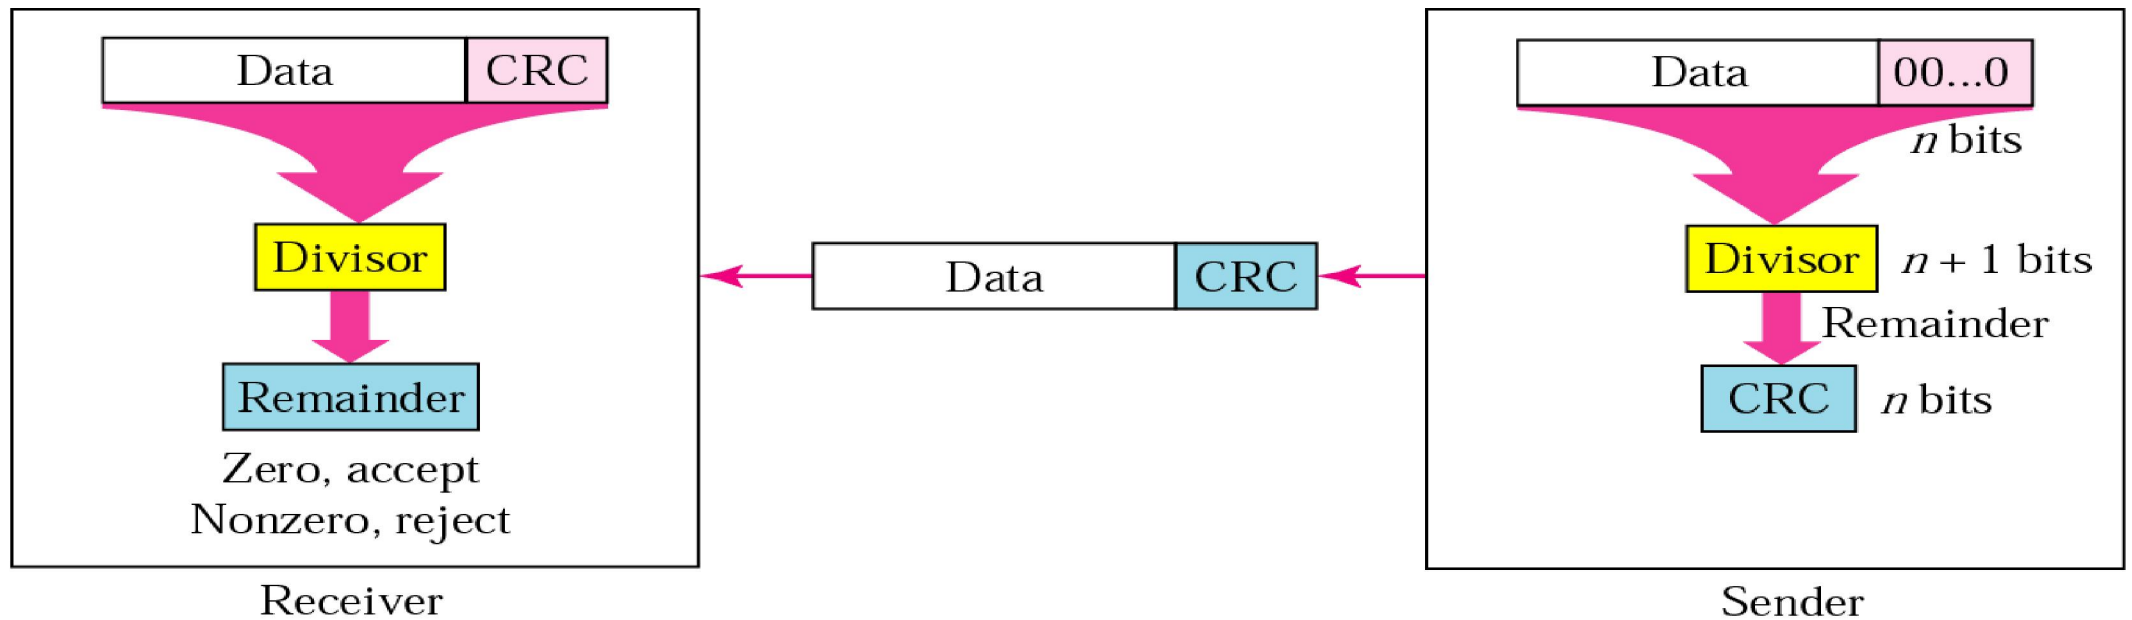 Data CRC
Divisor
Remainder
Zero, accept
Nonzero, reject
Receiver
Data CRC
Data 00...0
n bits
Divisor n + 1 bits
Remainder
CRC n bits
Sender